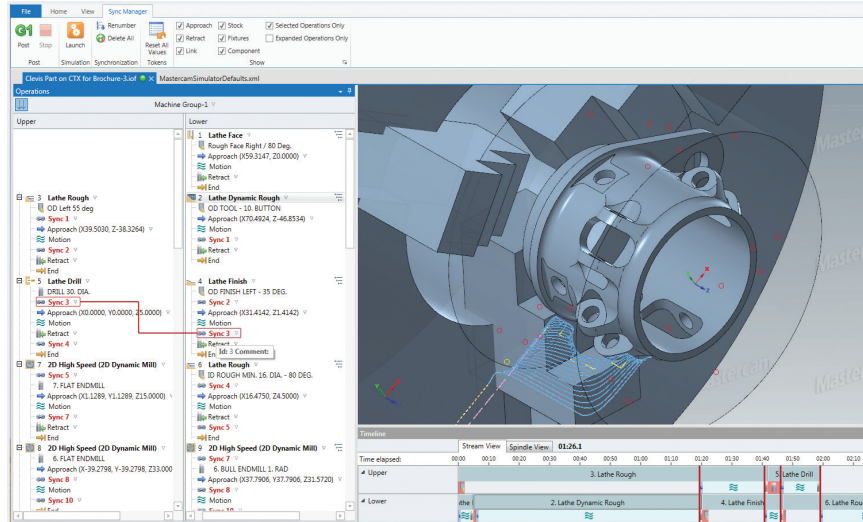 File Home View Sync Manager
G1 Renumber Approach Stock Selected Operations Only
Delete All Retract Fixtures Expanded Operations Only
Post Stop Launch Reset All Values Link Component
Post Simulation Synchronization Tokens Show
Clevis Part on CTX for Brochure-3.iof MastercamSimulatorDefaults.xml
Operations
Machine Group-1
Upper Lower
1 Lathe Face
Rough Face Right / 80 Deg.
Approach (X59.3147, Z0.0000)
Motion
Retract
End
3 Lathe Rough 2 Lathe Dynamic Rough
OD Left 55 deg OD TOOL - 10. BUTTON
Sync 1 Approach (X70.4924, Z-46.8534)
Approach (X39.5030, Z-38.3264) Motion
Motion Sync 1
Sync 2 Retract
Retract End
End
5 Lathe Drill 4 Lathe Finish
DRILL 30. DIA. OD FINISH LEFT - 35 DEG.
Sync 3 Sync 2
Approach (X0.0000, Y0.0000, Z5.0000) Approach (X31.4142, Z1.4142)
Motion Motion
Retract Sync 3
Sync 4 Retract
End En
Id: 3 Comment:
7 2D High Speed (2D Dynamic Mill) 6 Lathe Rough
Sync 5 ID ROUGH MIN. 16. DIA. - 80 DEG.
7. FLAT ENDMILL Sync 4
Approach (X1.1289, Y1.1289, Z15.0000) Approach (X16.4750, Z4.5000)
Motion Motion
Sync 7 Retract
Retract Sync 5
End End
8 2D High Speed (2D Dynamic Mill) 9 2D High Speed (2D Dynamic Mill)
6. FLAT ENDMILL Sync 7
Approach (X-39.2798, Y-39.2798, Z33.000 6. BULL ENDMILL 1. RAD
Sync 8 Approach (X37.7906, Y37.7906, Z31.5720)
Motion Sync 8
Sync 10 Motion
End Sync 10
X
Y
Z
X
Y
Z
Mastercam
Timeline
Stream View Spindle View 01:26.1
Time elapsed: 00:00 00:10 00:20 00:30 00:40 00:50 01:00 01:10 01:20 01:30 01:40 01:50 02:00 02:10
Upper 3. Lathe Rough 5. Lathe Drill
Lower 2. Lathe Dynamic Rough 4. Lathe Finish 6. Lathe Rou